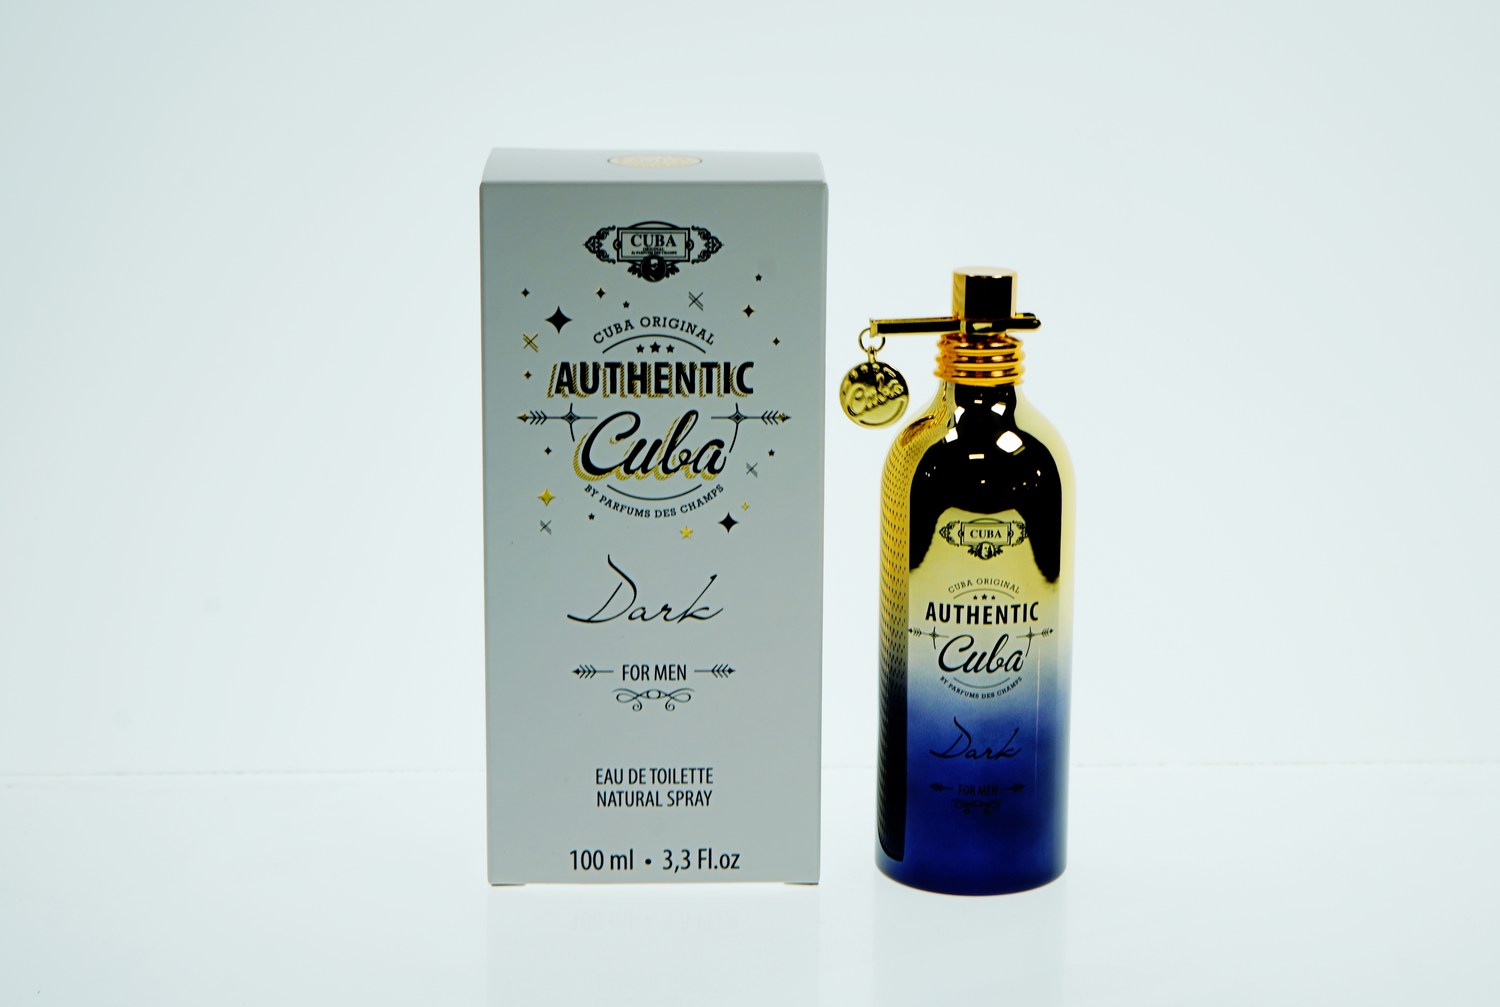 CUBA
CUBA ORIGINAL
AUTHENTIC
Cuba
BY PARFUMS DES CHAMPS
Dark
FOR MEN
EAU DE TOILETTE
NATURAL SPRAY
100 ml • 3,3 Fl.oz
Cuba
CUBA
CUBA ORIGINAL
AUTHENTIC
Cuba
BY PARFUMS DES CHAMPS
Dark
FOR MEN